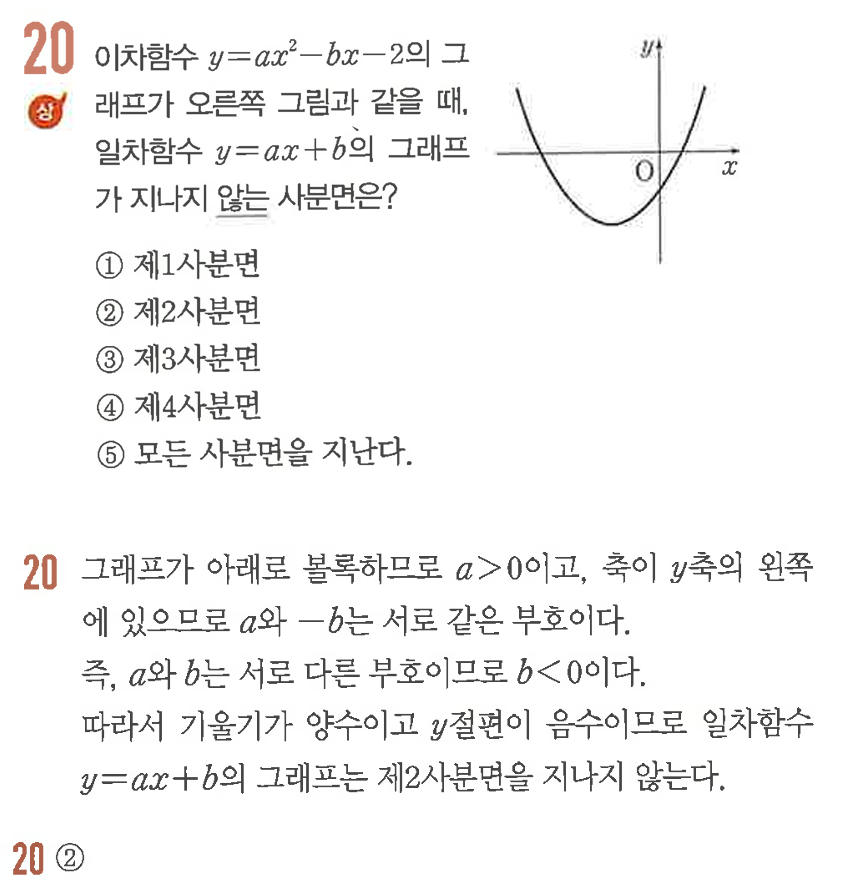 20 이차함수 y=ax²-bx-2의 그
상 래프가 오른쪽 그림과 같을 때,
일차함수 y=ax+b의 그래프
가 지나지 않는 사분면은?
y
O
x
① 제1사분면
② 제2사분면
③ 제3사분면
④ 제4사분면
⑤ 모든 사분면을 지난다.
20 그래프가 아래로 볼록하므로 a>0이고, 축이 y축의 왼쪽
에 있으므로 a와 -b는 서로 같은 부호이다.
즉, a와 b는 서로 다른 부호이므로 b<0이다.
따라서 기울기가 양수이고 y절편이 음수이므로 일차함수
y=ax+b의 그래프는 제2사분면을 지나지 않는다.
20 ②